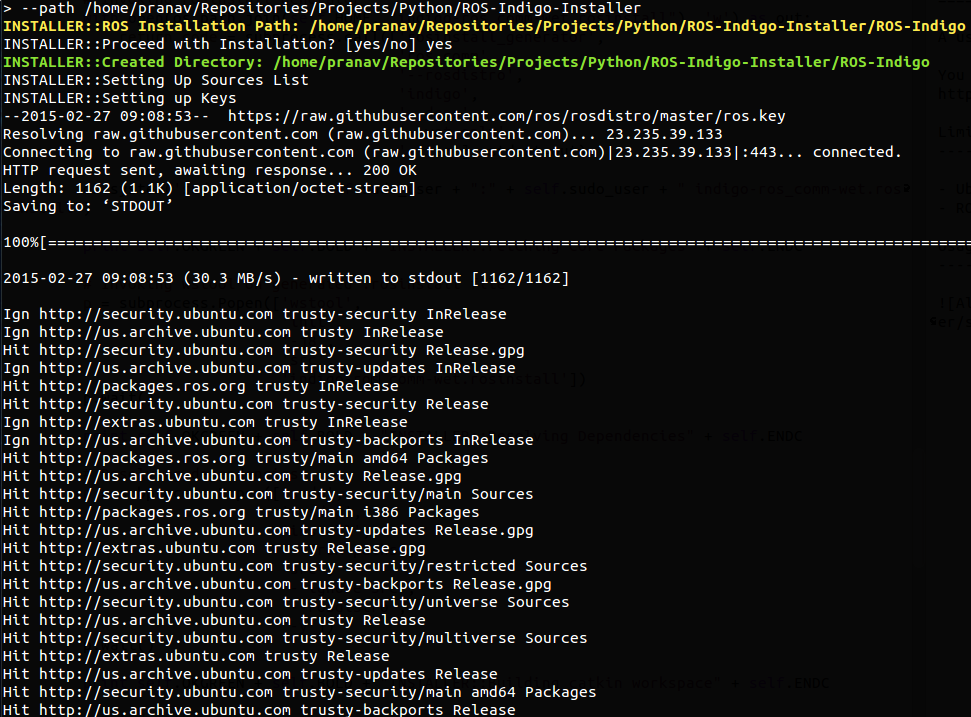 > --path /home/pranav/Repositories/Projects/Python/ROS-Indigo-Installer
INSTALLER::ROS Installation Path: /home/pranav/Repositories/Projects/Python/ROS-Indigo-Installer/ROS-Indigo
INSTALLER::Proceed with Installation? [yes/no] yes
INSTALLER::Created Directory: /home/pranav/Repositories/Projects/Python/ROS-Indigo-Installer/ROS-Indigo
INSTALLER::Setting Up Sources List
INSTALLER::Setting up Keys
--2015-02-27 09:08:53--  https://raw.githubusercontent.com/ros/rosdistro/master/ros.key
Resolving raw.githubusercontent.com (raw.githubusercontent.com)... 23.235.39.133
Connecting to raw.githubusercontent.com (raw.githubusercontent.com)|23.235.39.133|:443... connected.
HTTP request sent, awaiting response... 200 OK
Length: 1162 (1.1K) [application/octet-stream]
Saving to: ‘STDOUT’
100%[=======================================================================================================
2015-02-27 09:08:53 (30.3 MB/s) - written to stdout [1162/1162]
Ign http://security.ubuntu.com trusty-security InRelease
Ign http://us.archive.ubuntu.com trusty InRelease
Hit http://security.ubuntu.com trusty-security Release.gpg
Ign http://us.archive.ubuntu.com trusty-updates InRelease
Hit http://packages.ros.org trusty InRelease
Hit http://security.ubuntu.com trusty-security Release
Ign http://extras.ubuntu.com trusty InRelease
Ign http://us.archive.ubuntu.com trusty-backports InRelease
Hit http://packages.ros.org trusty/main amd64 Packages
Hit http://us.archive.ubuntu.com trusty Release.gpg
Hit http://security.ubuntu.com trusty-security/main Sources
Hit http://packages.ros.org trusty/main i386 Packages
Hit http://us.archive.ubuntu.com trusty-updates Release.gpg
Hit http://extras.ubuntu.com trusty Release.gpg
Hit http://security.ubuntu.com trusty-security/restricted Sources
Hit http://us.archive.ubuntu.com trusty-backports Release.gpg
Hit http://security.ubuntu.com trusty-security/universe Sources
Hit http://us.archive.ubuntu.com trusty Release
Hit http://security.ubuntu.com trusty-security/multiverse Sources
Hit http://extras.ubuntu.com trusty Release
Hit http://us.archive.ubuntu.com trusty-updates Release
Hit http://security.ubuntu.com trusty-security/main amd64 Packages
Hit http://us.archive.ubuntu.com trusty-backports Release